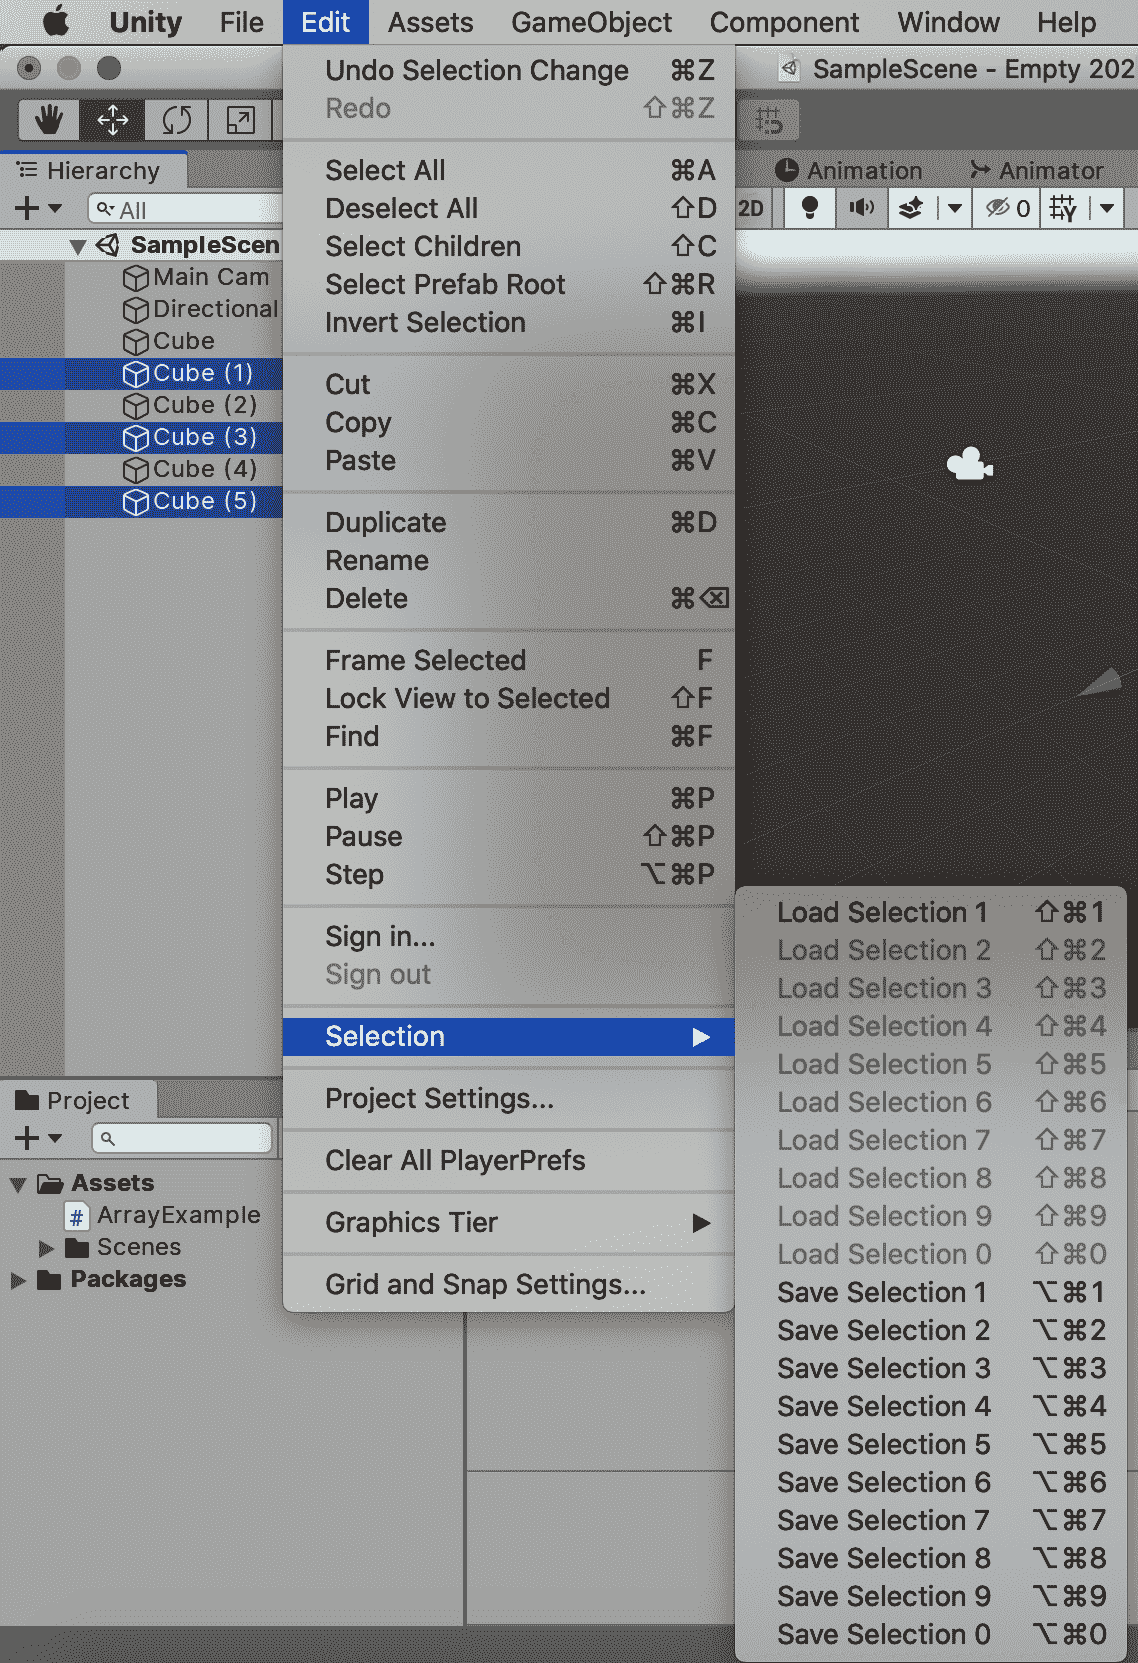 Unity File Edit Assets GameObject Component Window Help
SampleScene - Empty 202
Hierarchy
All
SampleScen
Main Cam
Directional
Cube
Cube (1)
Cube (2)
Cube (3)
Cube (4)
Cube (5)
Undo Selection Change ⌘Z
Redo ⇧⌘Z
Select All ⌘A
Deselect All ⇧D
Select Children ⇧C
Select Prefab Root ⇧⌘R
Invert Selection ⌘I
Cut ⌘X
Copy ⌘C
Paste ⌘V
Duplicate ⌘D
Rename
Delete ⌘⌫
Frame Selected F
Lock View to Selected ⇧F
Find ⌘F
Play ⌘P
Pause ⇧⌘P
Step ⌥⌘P
Sign in...
Sign out
Selection
Project Settings...
Clear All PlayerPrefs
Graphics Tier
Grid and Snap Settings...
Animation Animator
2D 0
Load Selection 1 ⇧⌘1
Load Selection 2 ⇧⌘2
Load Selection 3 ⇧⌘3
Load Selection 4 ⇧⌘4
Load Selection 5 ⇧⌘5
Load Selection 6 ⇧⌘6
Load Selection 7 ⇧⌘7
Load Selection 8 ⇧⌘8
Load Selection 9 ⇧⌘9
Load Selection 0 ⇧⌘0
Save Selection 1 ⌥⌘1
Save Selection 2 ⌥⌘2
Save Selection 3 ⌥⌘3
Save Selection 4 ⌥⌘4
Save Selection 5 ⌥⌘5
Save Selection 6 ⌥⌘6
Save Selection 7 ⌥⌘7
Save Selection 8 ⌥⌘8
Save Selection 9 ⌥⌘9
Save Selection 0 ⌥⌘0
Project
Assets
# ArrayExample
Scenes
Packages